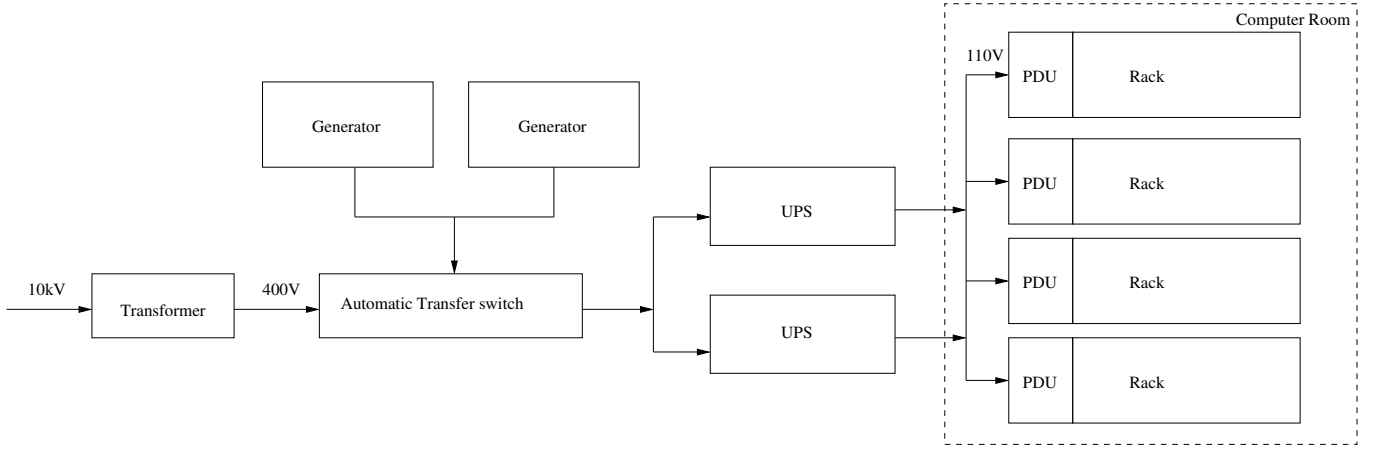 Computer Room
110V
PDU
Rack
Generator
Generator
PDU
Rack
UPS
10kV
Transformer
400V
Automatic Transfer switch
PDU
Rack
UPS
PDU
Rack